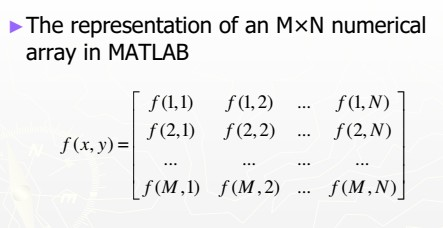 ►The representation of an M×N numerical
array in MATLAB
f(1,1) f(1,2) ... f(1,N)
f(2,1) f(2,2) ... f(2,N)
f(x, y) =
... ... ... ...
f(M,1) f(M,2) ... f(M,N)